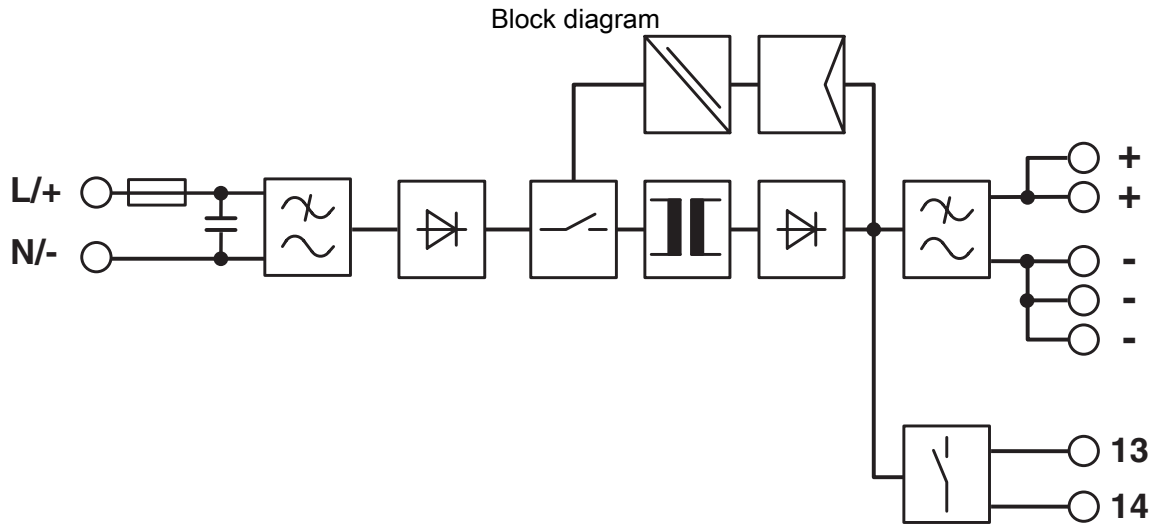 Block diagram
L/+
N/-
+
+
-
-
-
13
14